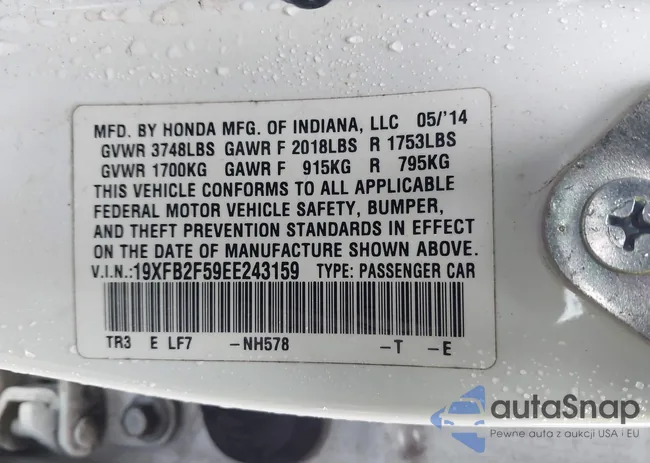 MFD. BY HONDA MFG. OF INDIANA, LLC 05/'14
GVWR 3748LBS GAWR F 2018LBS R 1753LBS
GVWR 1700KG GAWR F 915KG R 795KG
THIS VEHICLE CONFORMS TO ALL APPLICABLE
FEDERAL MOTOR VEHICLE SAFETY, BUMPER,
AND THEFT PREVENTION STANDARDS IN EFFECT
ON THE DATE OF MANUFACTURE SHOWN ABOVE.
V.I.N.:19XFB2F59EE243159 TYPE: PASSENGER CAR
TR3 E LF7 -NH578 -T -E
autaSnap
Pewne auta z aukcji USA i EU